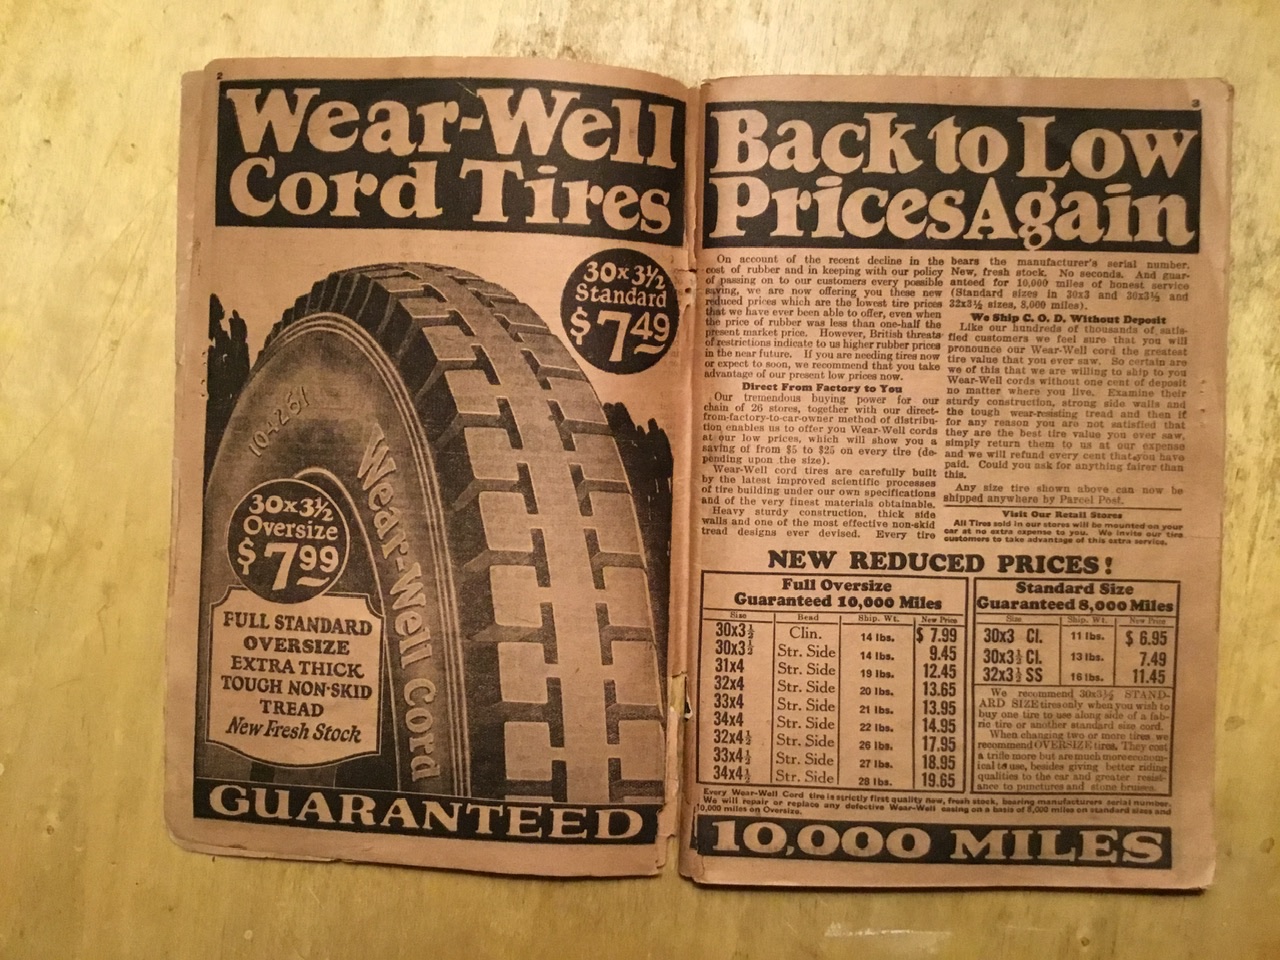 2
Wear-Well
Cord Tires
30x3½
Standard
$7.49
104261
Wear-Well Cord
30x3½
Oversize
$7.99
FULL STANDARD
OVERSIZE
EXTRA THICK
TOUGH NON-SKID
TREAD
New Fresh Stock
GUARANTEED
3
Back to Low
Prices Again
On account of the recent decline in the
cost of rubber and in keeping with our policy
of passing on to our customers every possible
saving, we are now offering you these new
reduced prices which are the lowest tire prices
that we have ever been able to offer, even when
the price of rubber was less than one-half the
present market price. However, British threats
of restrictions indicate to us higher rubber prices
in the near future. If you are needing tires now
or expect to soon, we recommend that you take
advantage of our present low prices now.
Direct From Factory to You
Our tremendous buying power for our
chain of 26 stores, together with our direct-
from-factory-to-car-owner method of distribu-
tion enables us to offer you Wear-Well cords
at our low prices, which will show you a
saving of from $5 to $25 on every tire (de-
pending upon the size).
Wear-Well cord tires are carefully built
by the latest improved scientific processes
of tire building under our own specifications
and of the very finest materials obtainable.
Heavy sturdy construction, thick side
walls and one of the most effective non-skid
tread designs ever devised. Every tire
bears the manufacturer's serial number.
New, fresh stock. No seconds. And guar-
anteed for 10,000 miles of honest service
(Standard sizes in 30x3 and 30x3½ and
32x3½ sizes, 8,000 miles).
We Ship C. O. D. Without Deposit
Like our hundreds of thousands of satis-
fied customers we feel sure that you will
pronounce our Wear-Well cord the greatest
tire value that you ever saw. So certain are
we of this that we are willing to ship to you
Wear-Well cords without one cent of deposit
no matter where you live. Examine their
sturdy construction, strong side walls and
the tough wear-resisting tread and then if
for any reason you are not satisfied that
they are the best tire value you ever saw,
simply return them to us at our expense
and we will refund every cent that you have
paid. Could you ask for anything fairer than
this.
Any size tire shown above can now be
shipped anywhere by Parcel Post.
Visit Our Retail Stores
All Tires sold in our stores will be mounted on your
car at no extra expense to you. We invite our tire
customers to take advantage of this extra service.
NEW REDUCED PRICES!
Full Oversize
Guaranteed 10,000 Miles
Size Bead Ship. Wt. New Price
30x3½ Clin. 14 lbs. $ 7.99
30x3½ Str. Side 14 lbs. 9.45
31x4 Str. Side 19 lbs. 12.45
32x4 Str. Side 20 lbs. 13.65
33x4 Str. Side 21 lbs. 13.95
34x4 Str. Side 22 lbs. 14.95
32x4½ Str. Side 26 lbs. 17.95
33x4½ Str. Side 27 lbs. 18.95
34x4½ Str. Side 28 lbs. 19.65
Standard Size
Guaranteed 8,000 Miles
Size Ship. Wt. New Price
30x3 Cl. 11 lbs. $ 6.95
30x3½ Cl. 13 lbs. 7.49
32x3½ SS 16 lbs. 11.45
We recommend 30x3½ STAND-
ARD SIZE tires only when you wish to
buy one tire to use along side of a fab-
ric tire or another standard size cord.
When changing two or more tires we
recommend OVERSIZE tires. They cost
a trifle more but are much more econom-
ical to use, besides giving better riding
qualities to the car and greater resist-
ance to punctures and stone bruises.
Every Wear-Well Cord tire is strictly first quality new, fresh stock, bearing manufacturers serial number.
We will repair or replace any defective Wear-Well casing on a basis of 8,000 miles on standard sizes and
10,000 miles on Oversize.
10,000 MILES